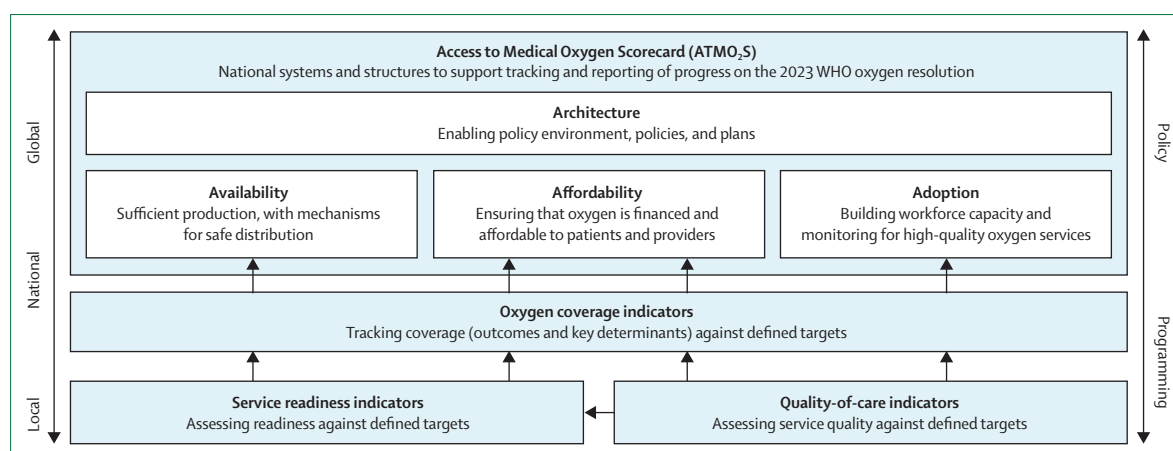 Access to Medical Oxygen Scorecard (ATMO₂S)
National systems and structures to support tracking and reporting of progress on the 2023 WHO oxygen resolution
Architecture
Enabling policy environment, policies, and plans
Availability
Sufficient production, with mechanisms
for safe distribution
Affordability
Ensuring that oxygen is financed and
affordable to patients and providers
Adoption
Building workforce capacity and
monitoring for high-quality oxygen services
Oxygen coverage indicators
Tracking coverage (outcomes and key determinants) against defined targets
Service readiness indicators
Assessing readiness against defined targets
Quality-of-care indicators
Assessing service quality against defined targets
Global
National
Local
Policy
Programming